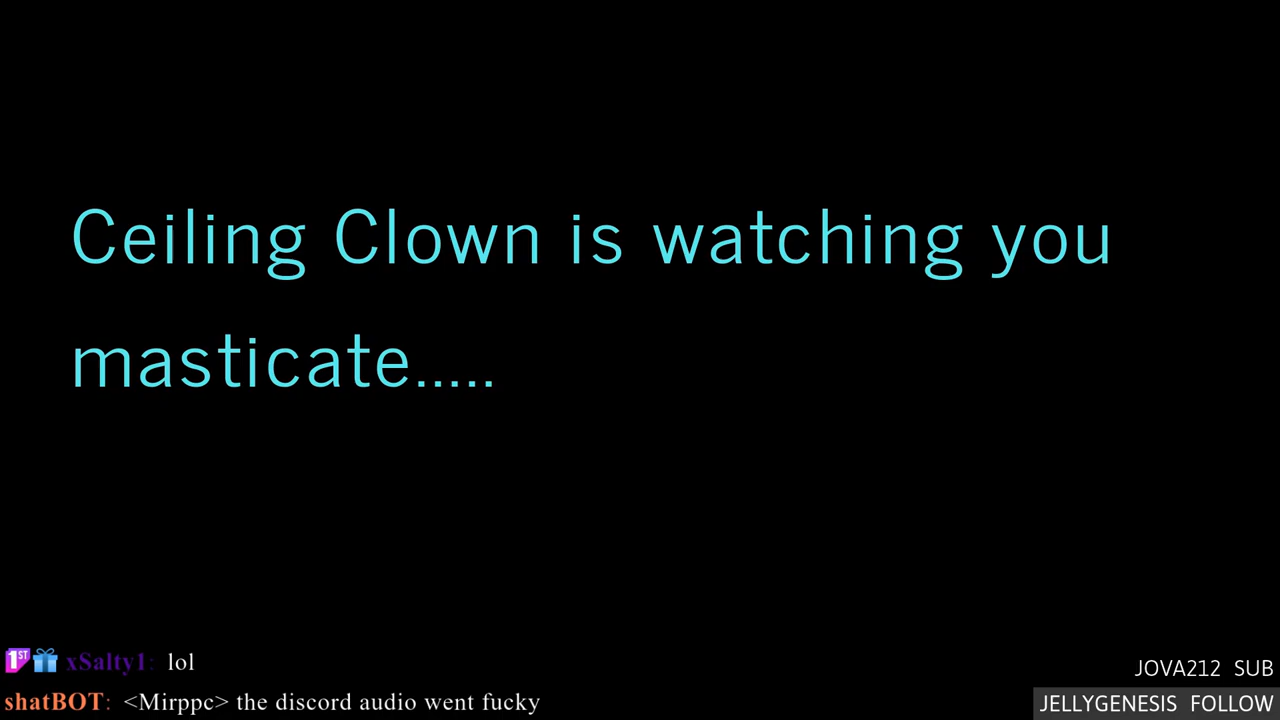 Ceiling Clown is watching you
masticate.....
1ST xSalty1: lol
shatBOT: <Mirppc> the discord audio went fucky
JOVA212 SUB
JELLYGENESIS FOLLOW